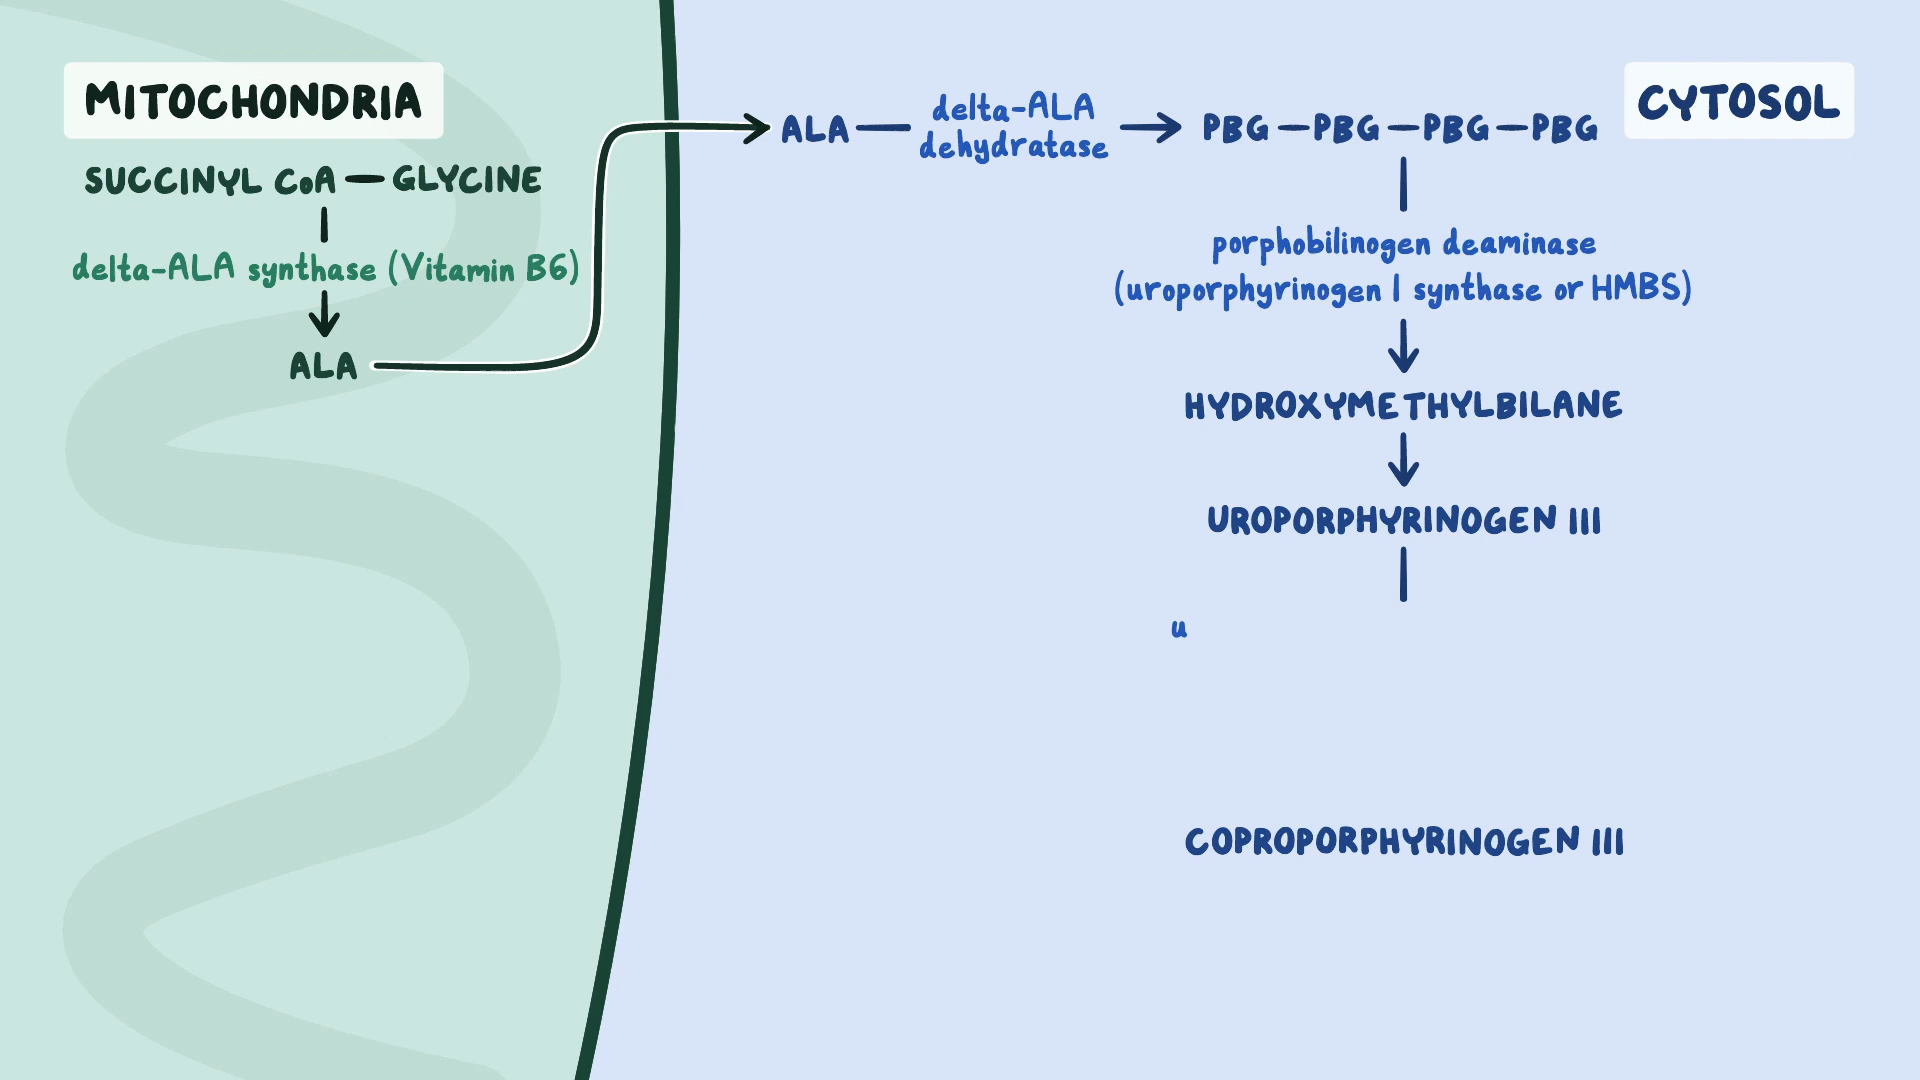 MITOCHONDRIA
SUCCINYL CoA — GLYCINE
delta-ALA synthase (Vitamin B6)
ALA
CYTOSOL
ALA — delta-ALA dehydratase → PBG — PBG — PBG — PBG
porphobilinogen deaminase
(uroporphyrinogen I synthase or HMBS)
HYDROXYMETHYLBILANE
UROPORPHYRINOGEN III
u
COPROPORPHYRINOGEN III